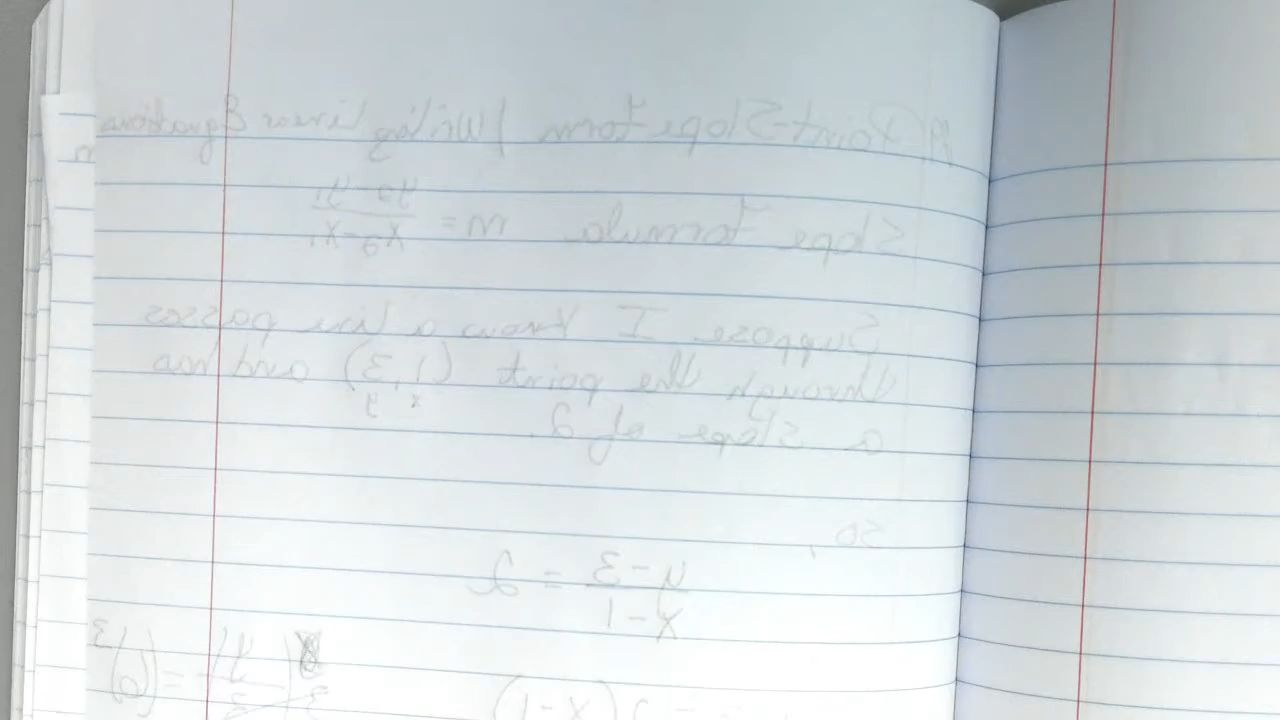 Point-Slope form / Writing linear Equations
Slope formula m = y2-y1 / x2-x1
Suppose I know a line passes
through the point (1,3) and has
x y
a slope of 2.
so,
y-3 / x-1 = 2
(x-1)